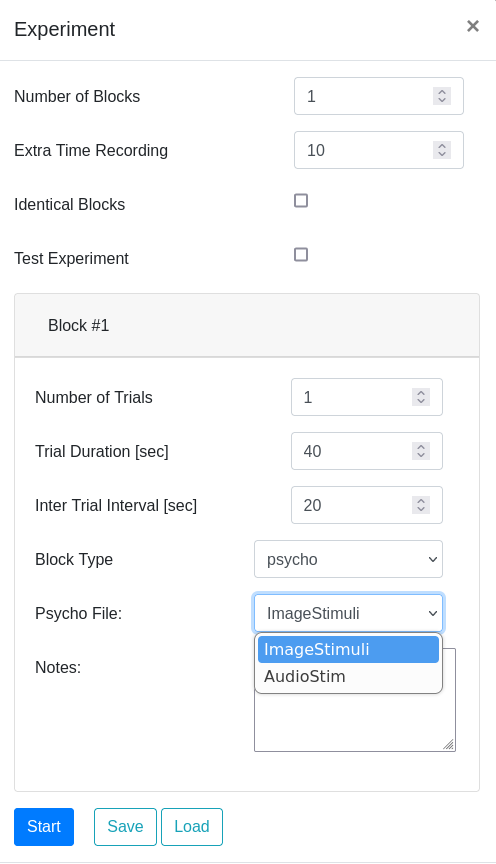 Experiment ×
Number of Blocks 1
Extra Time Recording 10
Identical Blocks
Test Experiment
Block #1
Number of Trials 1
Trial Duration [sec] 40
Inter Trial Interval [sec] 20
Block Type psycho
Psycho File: ImageStimuli
ImageStimuli
Notes:
AudioStim
Start Save Load